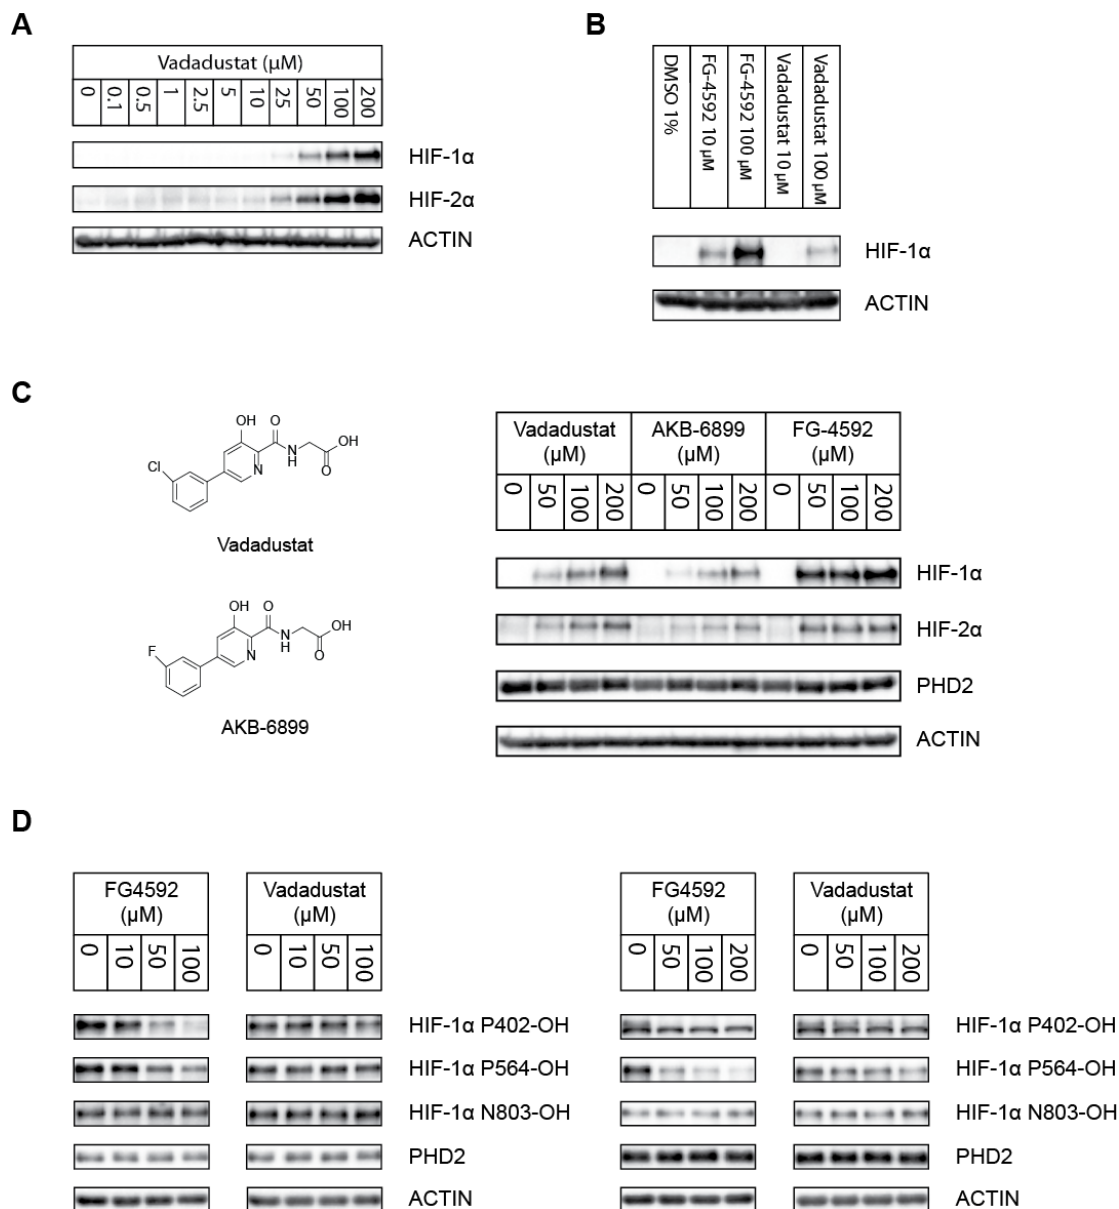 A
Vadadustat (µM)
0 0.1 0.5 1 2.5 5 10 25 50 100 200
HIF-1α
HIF-2α
ACTIN
B
DMSO 1%
FG-4592 10 µM
FG-4592 100 µM
Vadadustat 10 µM
Vadadustat 100 µM
HIF-1α
ACTIN
C
OH
O
OH
N
H
O
N
Cl
Vadadustat
OH
O
OH
N
H
O
N
F
AKB-6899
Vadadustat
(µM)
AKB-6899
(µM)
FG-4592
(µM)
0 50 100 200 0 50 100 200 0 50 100 200
HIF-1α
HIF-2α
PHD2
ACTIN
D
FG4592
(µM)
0 10 50 100
Vadadustat
(µM)
0 10 50 100
HIF-1α P402-OH
HIF-1α P564-OH
HIF-1α N803-OH
PHD2
ACTIN
FG4592
(µM)
0 50 100 200
Vadadustat
(µM)
0 50 100 200
HIF-1α P402-OH
HIF-1α P564-OH
HIF-1α N803-OH
PHD2
ACTIN